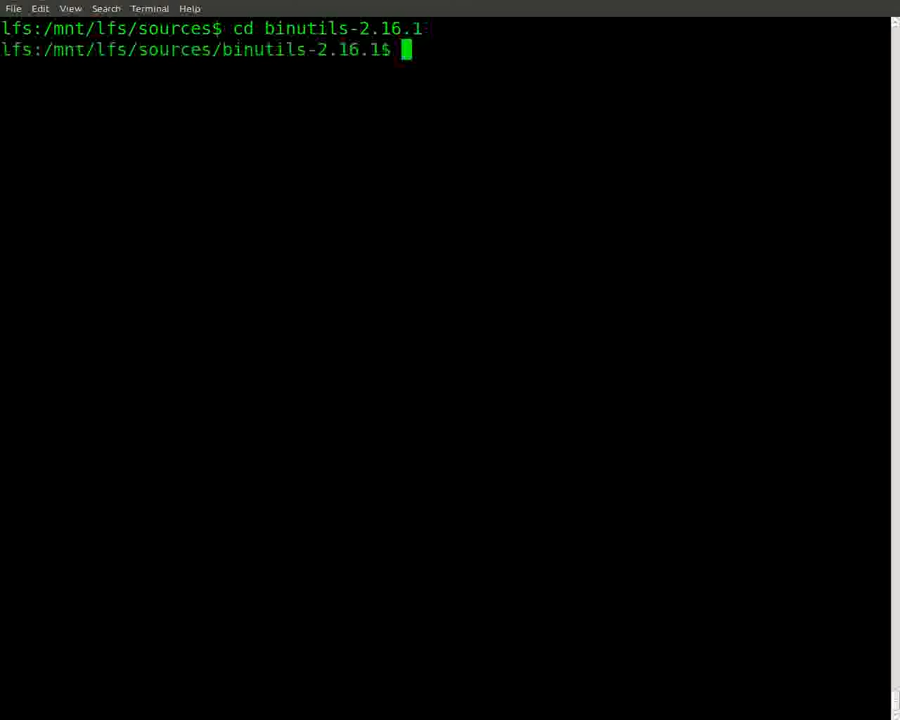 File Edit View Search Terminal Help
lfs:/mnt/lfs/sources$ cd binutils-2.16.1
lfs:/mnt/lfs/sources/binutils-2.16.1$